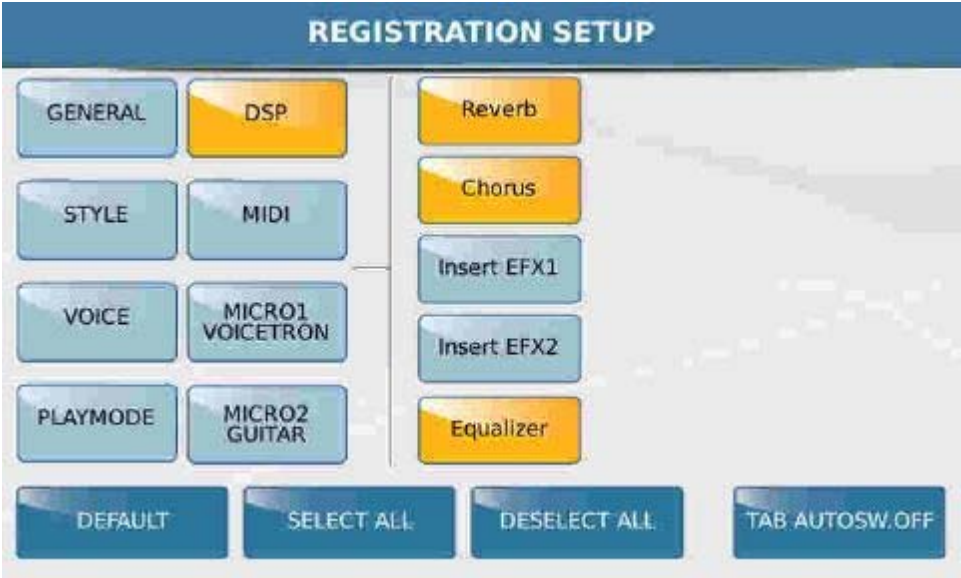 REGISTRATION SETUP
GENERAL
DSP
STYLE
MIDI
VOICE
MICRO1
VOICETRON
PLAYMODE
MICRO2
GUITAR
Reverb
Chorus
Insert EFX1
Insert EFX2
Equalizer
DEFAULT
SELECT ALL
DESELECT ALL
TAB AUTOSW.OFF